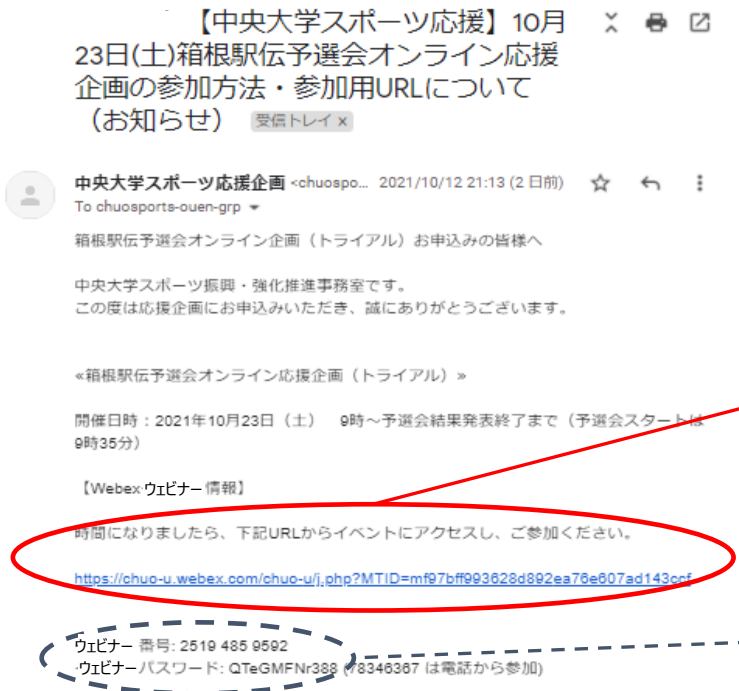 【中央大学スポーツ応援】10月
23日(土)箱根駅伝予選会オンライン応援
企画の参加方法・参加用URLについて
（お知らせ） 受信トレイ ×
中央大学スポーツ応援企画 <chuospo... 2021/10/12 21:13 (2 日前)
To chuosports-ouen-grp
箱根駅伝予選会オンライン企画（トライアル）お申込みの皆様へ
中央大学スポーツ振興・強化推進事務室です。
この度は応援企画にお申込みいただき、誠にありがとうございます。
«箱根駅伝予選会オンライン応援企画（トライアル）»
開催日時：2021年10月23日（土）　9時～予選会結果発表終了まで（予選会スタートは
9時35分）
【Webex ウェビナー情報】
時間になりましたら、下記URLからイベントにアクセスし、ご参加ください。
https://chuo-u.webex.com/chuo-u/j.php?MTID=mf97bff993628d892ea76e607ad143ccf
ウェビナー 番号: 2519 485 9592
ウェビナーパスワード: QTeGMFNr388 (78346367 は電話から参加)